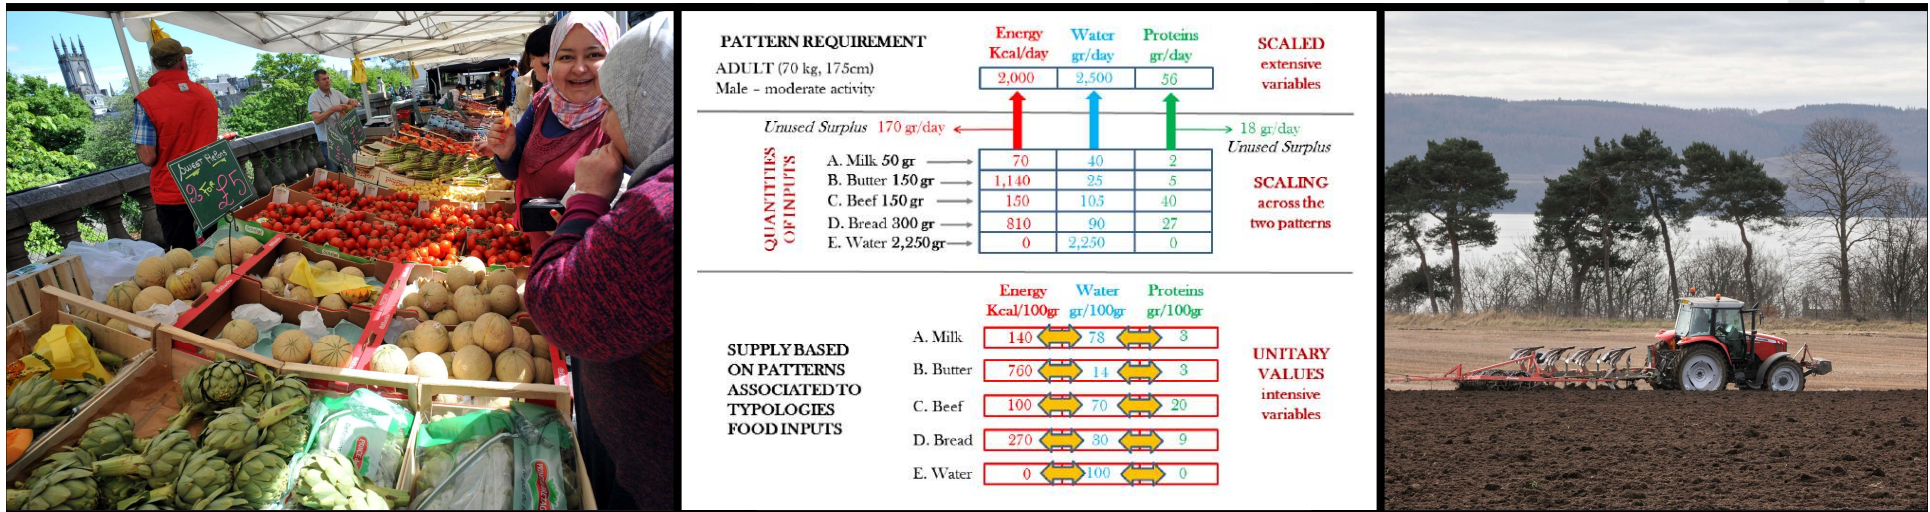 Sweet Melons
2 FOR
£5
PATTERN REQUIREMENT
ADULT (70 kg, 175cm)
Male – moderate activity
Energy Water Proteins
Kcal/day gr/day gr/day
2,000 2,500 56
SCALED
extensive
variables
Unused Surplus 170 gr/day
18 gr/day
Unused Surplus
QUANTITIES
OF INPUTS
A. Milk 50 gr 70 40 2
B. Butter 150 gr 1,140 25 5
C. Beef 150 gr 150 105 40
D. Bread 300 gr 810 90 27
E. Water 2,250 gr 0 2,250 0
SCALING
across the
two patterns
Energy Water Proteins
Kcal/100gr gr/100gr gr/100gr
A. Milk 140 78 3
B. Butter 760 14 3
C. Beef 100 70 20
D. Bread 270 30 9
E. Water 0 100 0
SUPPLY BASED
ON PATTERNS
ASSOCIATED TO
TYPOLOGIES
FOOD INPUTS
UNITARY
VALUES
intensive
variables